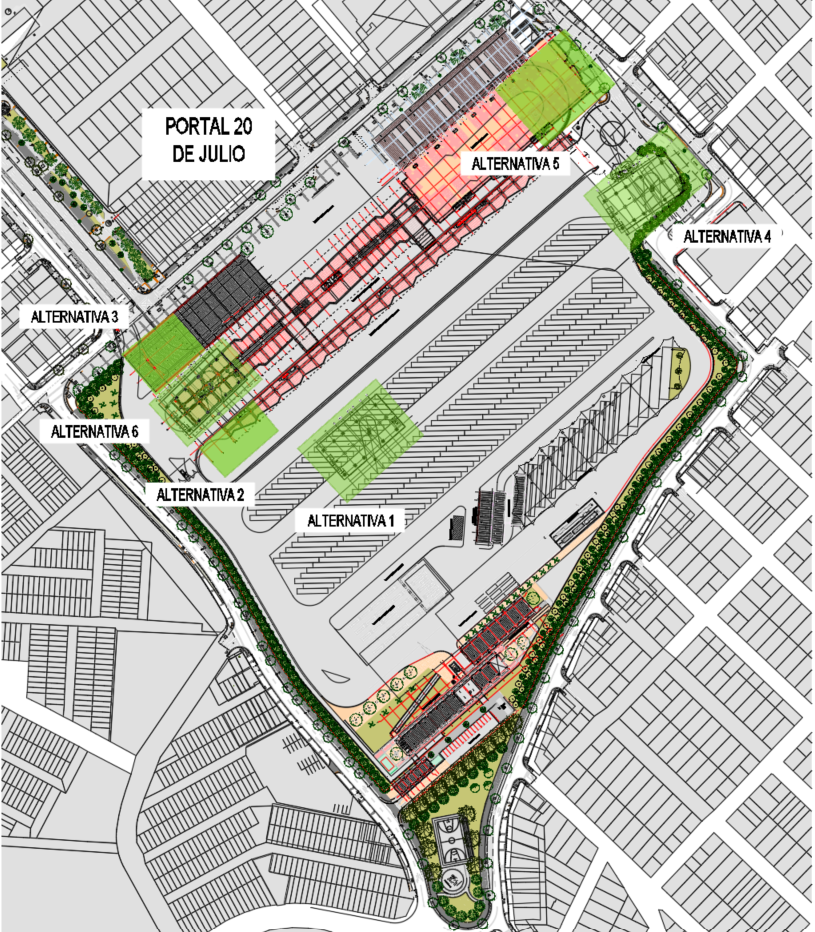 PORTAL 20
DE JULIO
ALTERNATIVA 5
ALTERNATIVA 4
ALTERNATIVA 3
ALTERNATIVA 6
ALTERNATIVA 2
ALTERNATIVA 1